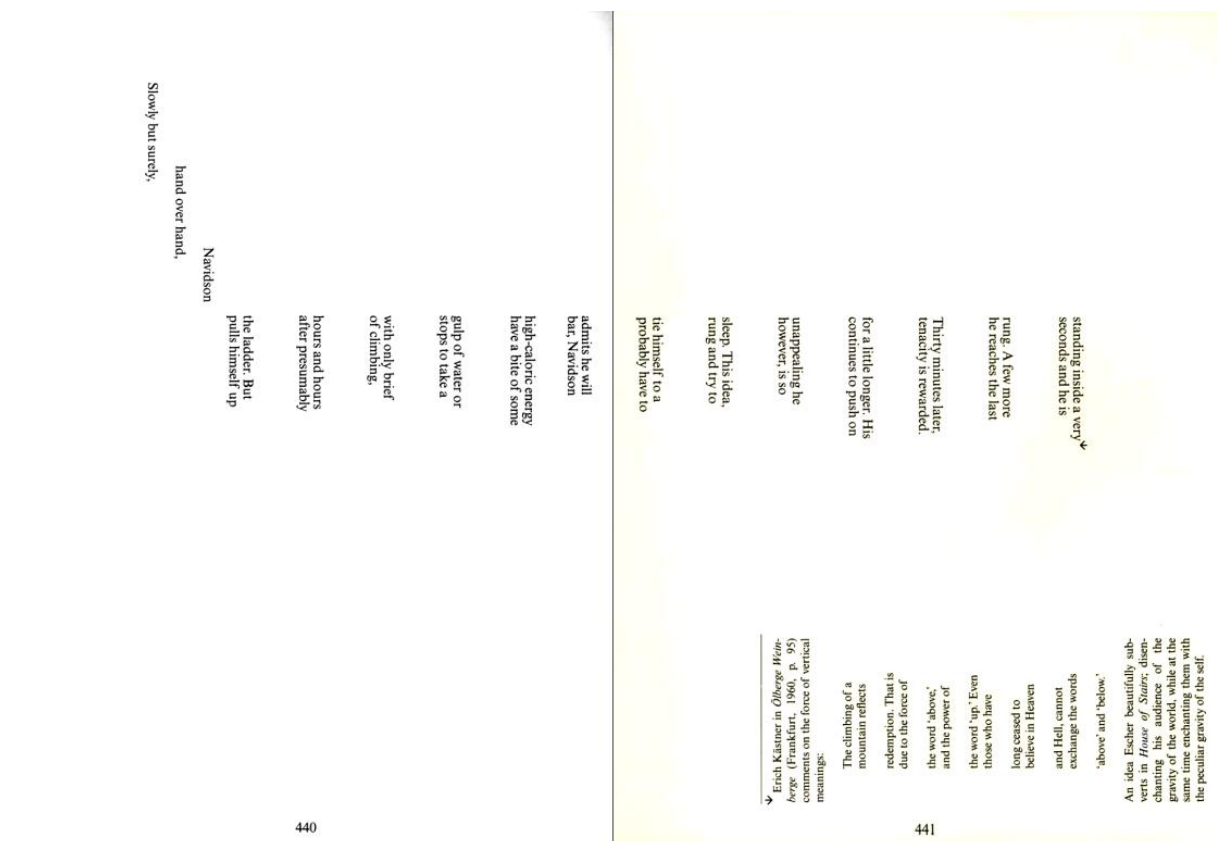 Slowly but surely,
hand over hand,
Navidson
pulls himself up
the ladder. But
after presumably
hours and hours
of climbing,
with only brief
stops to take a
gulp of water or
have a bite of some
high-caloric energy
bar, Navidson
admits he will
440
probably have to
tie himself to a
rung and try to
sleep. This idea,
however, is so
unappealing he
continues to push on
for a little longer. His
tenacity is rewarded.
Thirty minutes later,
he reaches the last
rung. A few more
seconds and he is
standing inside a very
Erich Kästner in Ölberge Wein-
berge (Frankfurt, 1960, p. 95)
comments on the force of vertical
meanings:
The climbing of a
mountain reflects
redemption. That is
due to the force of
the word ‘above,’
and the power of
the word ‘up.’ Even
those who have
long ceased to
believe in Heaven
and Hell, cannot
exchange the words
‘above’ and ‘below.’
An idea Escher beautifully sub-
verts in House of Stairs; disen-
chanting his audience of the
gravity of the world, while at the
same time enchanting them with
the peculiar gravity of the self.
441